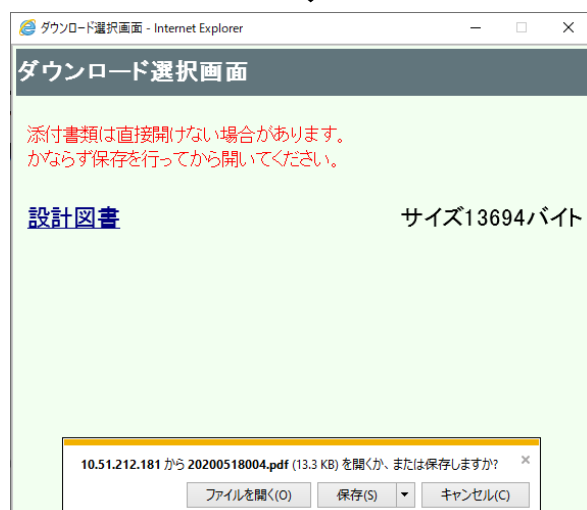 ダウンロード選択画面 - Internet Explorer
ダウンロード選択画面
添付書類は直接開けない場合があります。
かならず保存を行ってから開いてください。
設計図書 サイズ13694バイト
10.51.212.181 から 20200518004.pdf (13.3 KB) を開くか、または保存しますか?
ファイルを開く(O) 保存(S) キャンセル(C)